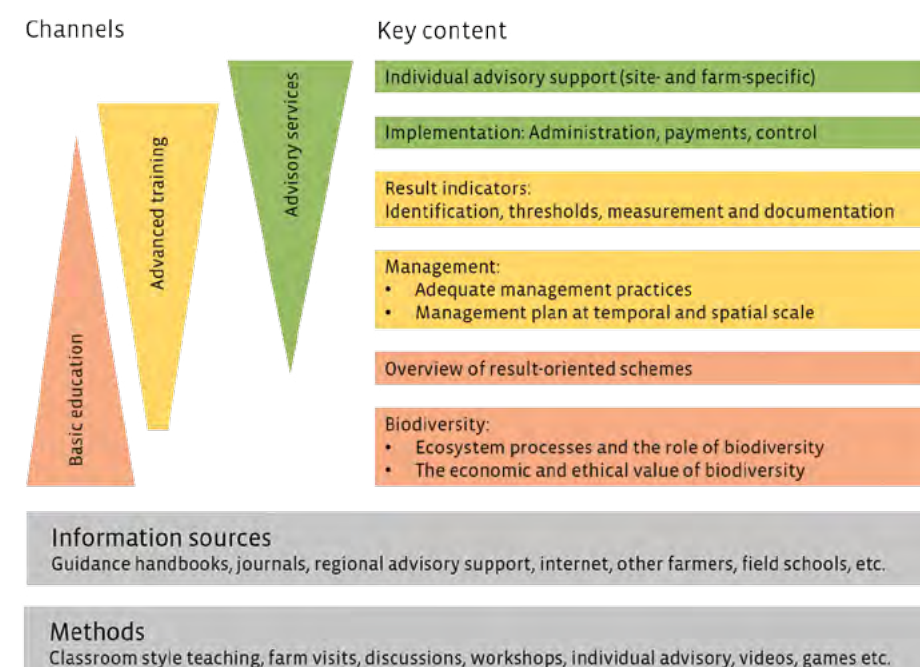 Channels
Key content
Basic education
Advanced training
Advisory services
Individual advisory support (site- and farm-specific)
Implementation: Administration, payments, control
Result indicators:
Identification, thresholds, measurement and documentation
Management:
• Adequate management practices
• Management plan at temporal and spatial scale
Overview of result-oriented schemes
Biodiversity:
• Ecosystem processes and the role of biodiversity
• The economic and ethical value of biodiversity
Information sources
Guidance handbooks, journals, regional advisory support, internet, other farmers, field schools, etc.
Methods
Classroom style teaching, farm visits, discussions, workshops, individual advisory, videos, games etc.